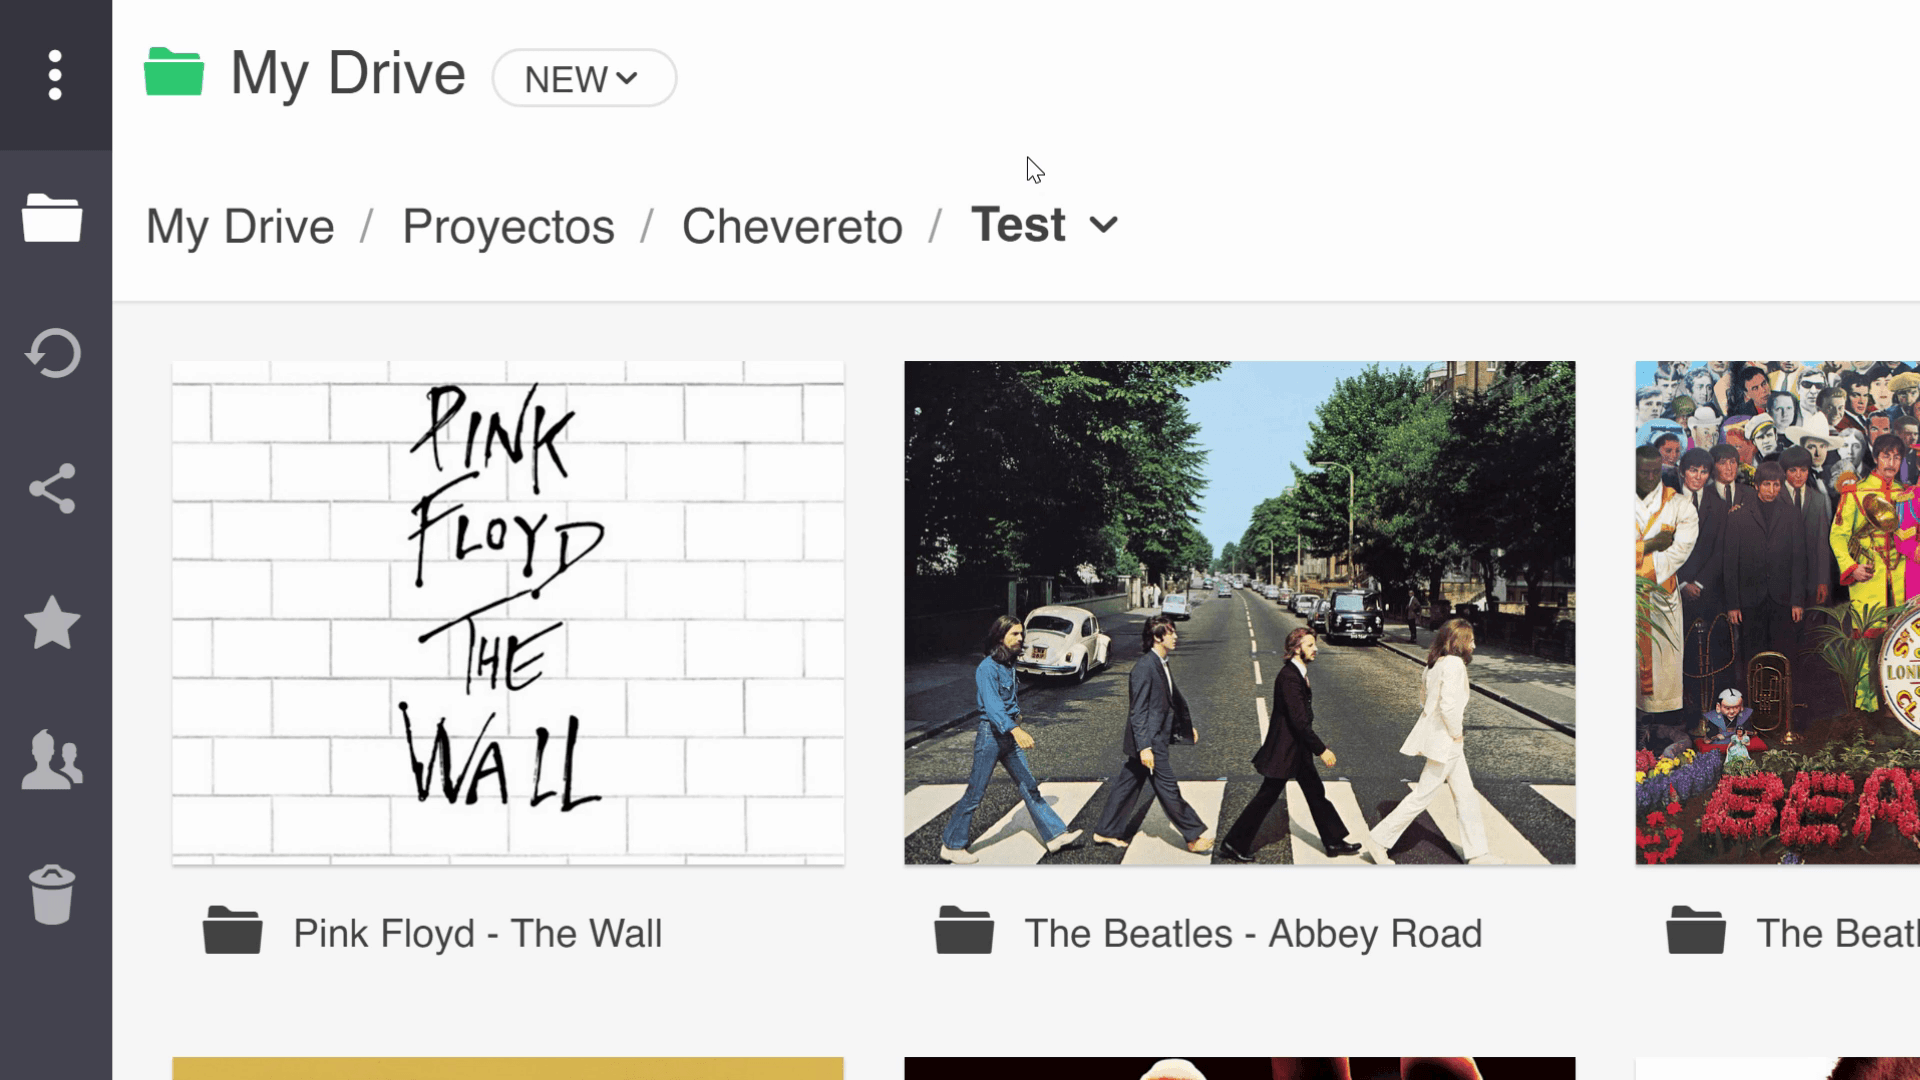 My Drive
NEW
My Drive / Proyectos / Chevereto / Test
PINK
FLOYD
THE
WALL
Pink Floyd - The Wall
The Beatles - Abbey Road
The Beatl
BEA